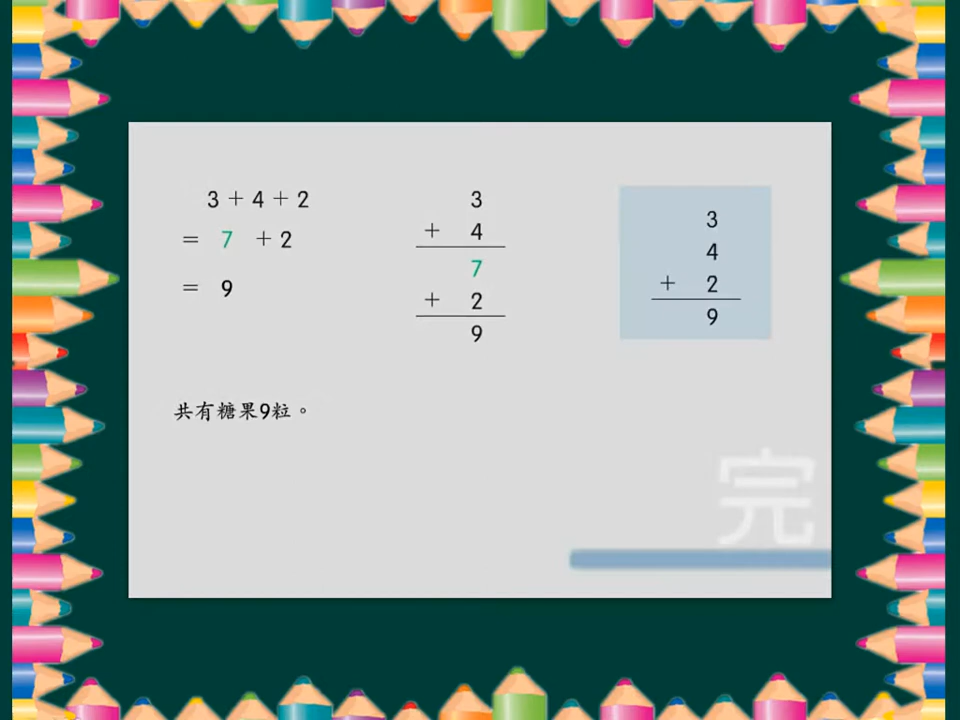 3 + 4 + 2
= 7 + 2
= 9
3
+ 4
7
+ 2
9
3
4
+ 2
9
共有糖果9粒。
完